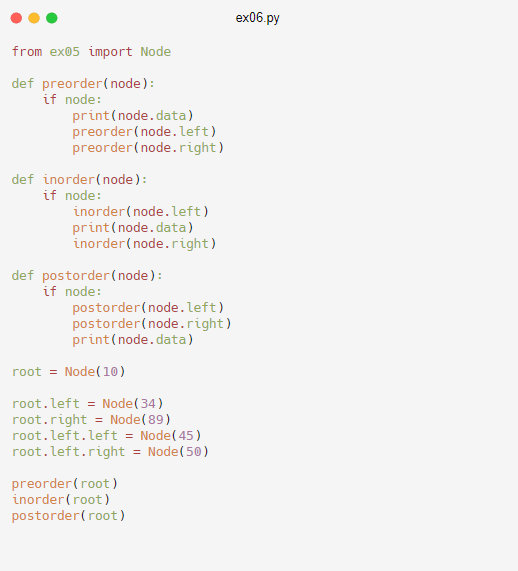 ex06.py
from ex05 import Node
def preorder(node):
    if node:
        print(node.data)
        preorder(node.left)
        preorder(node.right)
def inorder(node):
    if node:
        inorder(node.left)
        print(node.data)
        inorder(node.right)
def postorder(node):
    if node:
        postorder(node.left)
        postorder(node.right)
        print(node.data)
root = Node(10)
root.left = Node(34)
root.right = Node(89)
root.left.left = Node(45)
root.left.right = Node(50)
preorder(root)
inorder(root)
postorder(root)